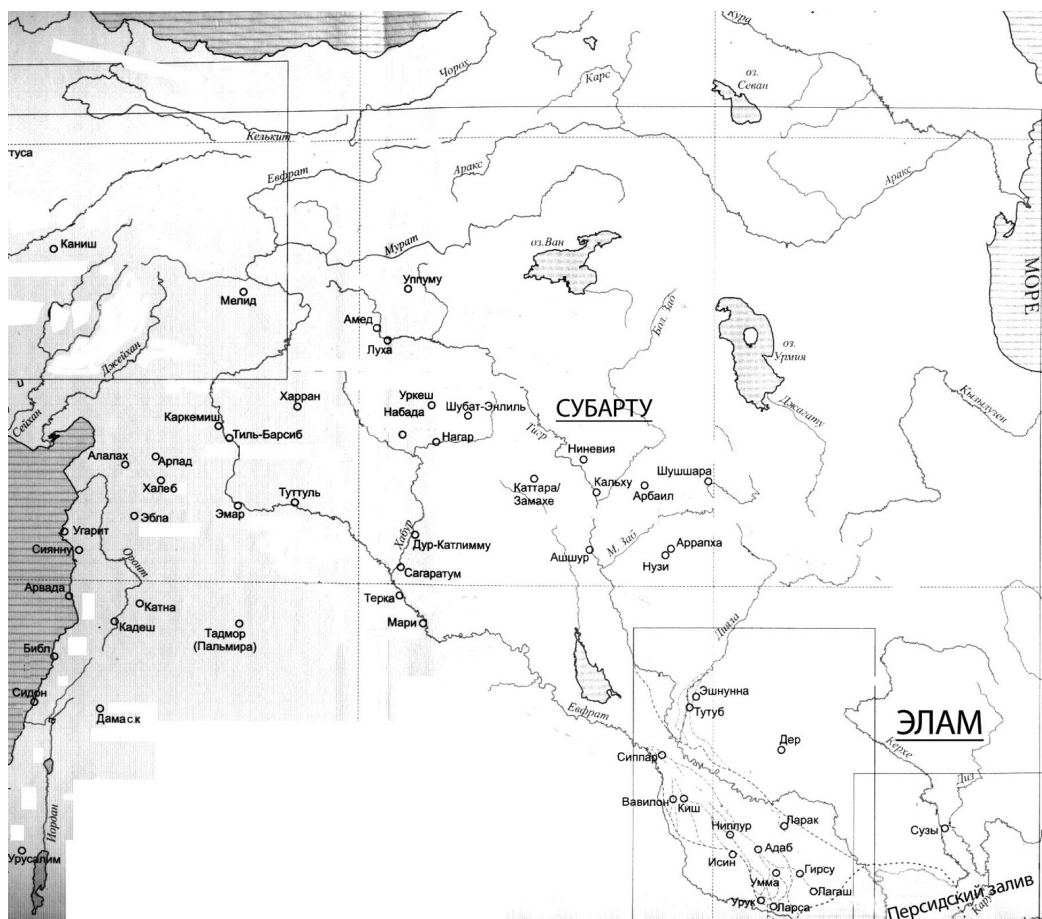 Кура
Чорох
Карс
оз.
Севан
Келькит
туса
Евфрат
Аракс
Аракс
Каниш
Мурат
оз.Ван
МОРЕ
Уппуму
Мелид
Бол. Заб
Амед
Луха
оз.
Урмия
Джейхан
Сейхан
Харран
Уркеш
Набада
Шубат-Энлиль
СУБАРТУ
Джагату
Кызылузен
Каркемиш
Тиль-Барсиб
Нагар
Тигр
Ниневия
Алалах
Арпад
Халеб
Шушшара
Каттара/
Замахе
Кальху
Арбаил
Туттуль
Эмар
Эбла
Угарит
Хабур
Дур-Катлимму
Сиянну
Оронт
Ашшур
М. Заб
Аррапха
Нузи
Сагаратум
Арвада
Катна
Терка
Кадеш
Тадмор
(Пальмира)
Мари
Дияла
Библ
Сидон
Дамаск
Эшнунна
Тутуб
Евфрат
ЭЛАМ
Дер
Керхе
Сиппар
Диз
Вавилон
Киш
Ларак
Сузы
Ниппур
Адаб
Иордан
Урусалим
Исин
Умма
Гирсу
Лагаш
Урук
Ларса
Персидский залив